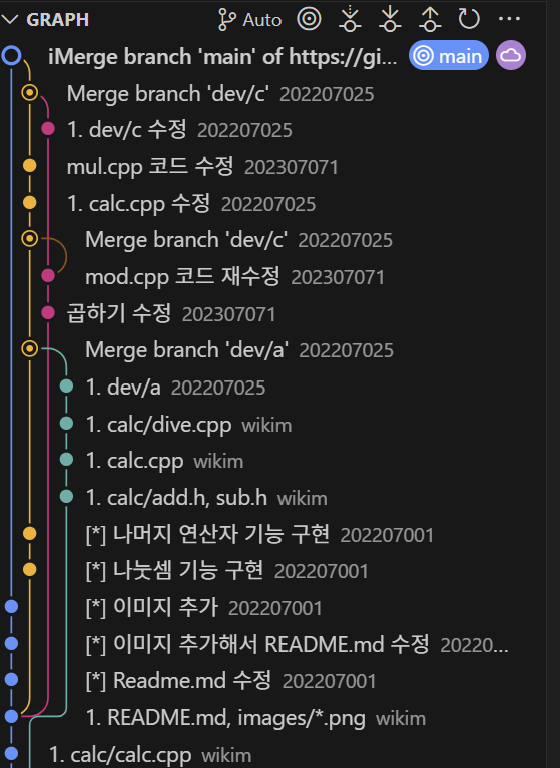 GRAPH Auto
iMerge branch 'main' of https://gi... main
Merge branch 'dev/c' 202207025
1. dev/c 수정 202207025
mul.cpp 코드 수정 202307071
1. calc.cpp 수정 202207025
Merge branch 'dev/c' 202207025
mod.cpp 코드 재수정 202307071
곱하기 수정 202307071
Merge branch 'dev/a' 202207025
1. dev/a 202207025
1. calc/dive.cpp wikim
1. calc.cpp wikim
1. calc/add.h, sub.h wikim
[*] 나머지 연산자 기능 구현 202207001
[*] 나눗셈 기능 구현 202207001
[*] 이미지 추가 202207001
[*] 이미지 추가해서 README.md 수정 20220...
[*] Readme.md 수정 202207001
1. README.md, images/*.png wikim
1. calc/calc.cpp wikim